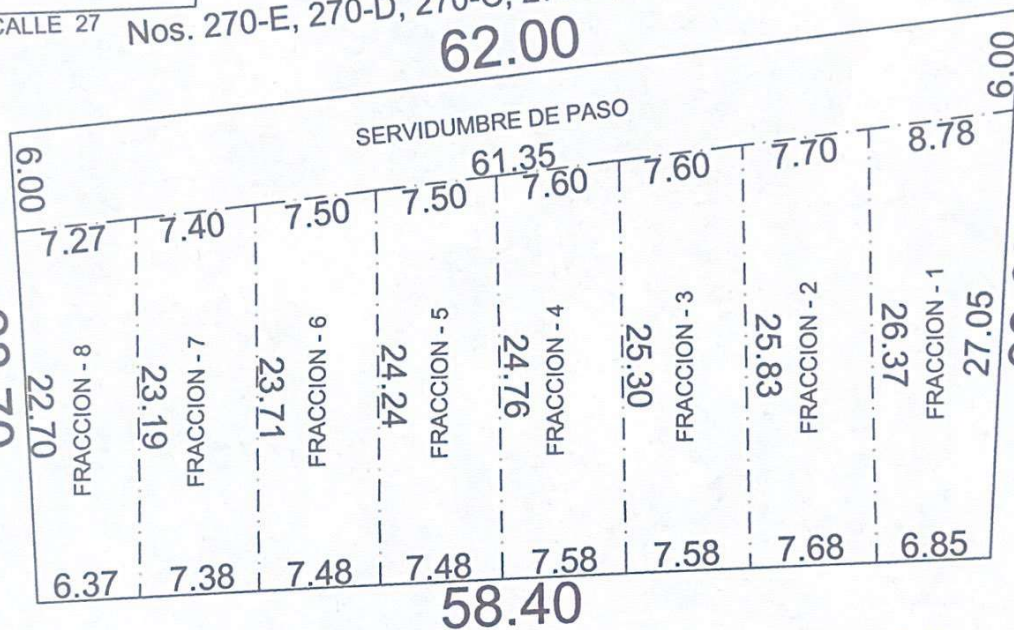 CALLE 27
Nos. 270-E, 270-D,
62.00
6.00
SERVIDUMBRE DE PASO
61.35
6.00
7.27
7.40
7.50
7.50
7.60
7.60
7.70
8.78
22.70
FRACCION - 8
23.19
FRACCION - 7
23.71
FRACCION - 6
24.24
FRACCION - 5
24.76
FRACCION - 4
25.30
FRACCION - 3
25.83
FRACCION - 2
26.37
FRACCION - 1
27.05
6.37
7.38
7.48
7.48
7.58
7.58
7.68
6.85
58.40